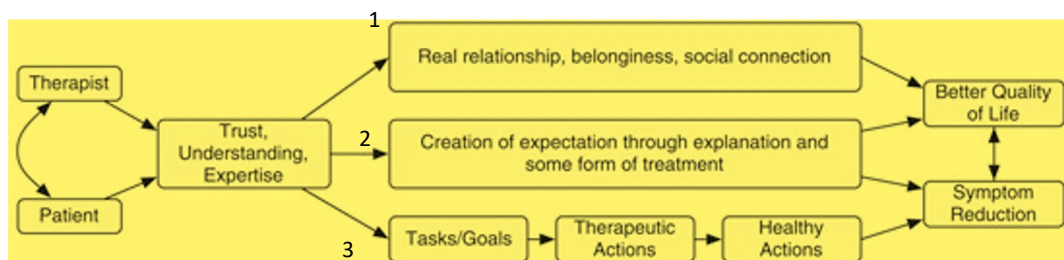 1
Real relationship, belonginess, social connection
Therapist
Better Quality
of Life
Trust,
Understanding,
Expertise
2
Creation of expectation through explanation and
some form of treatment
Patient
Symptom
Reduction
3
Tasks/Goals
Therapeutic
Actions
Healthy
Actions